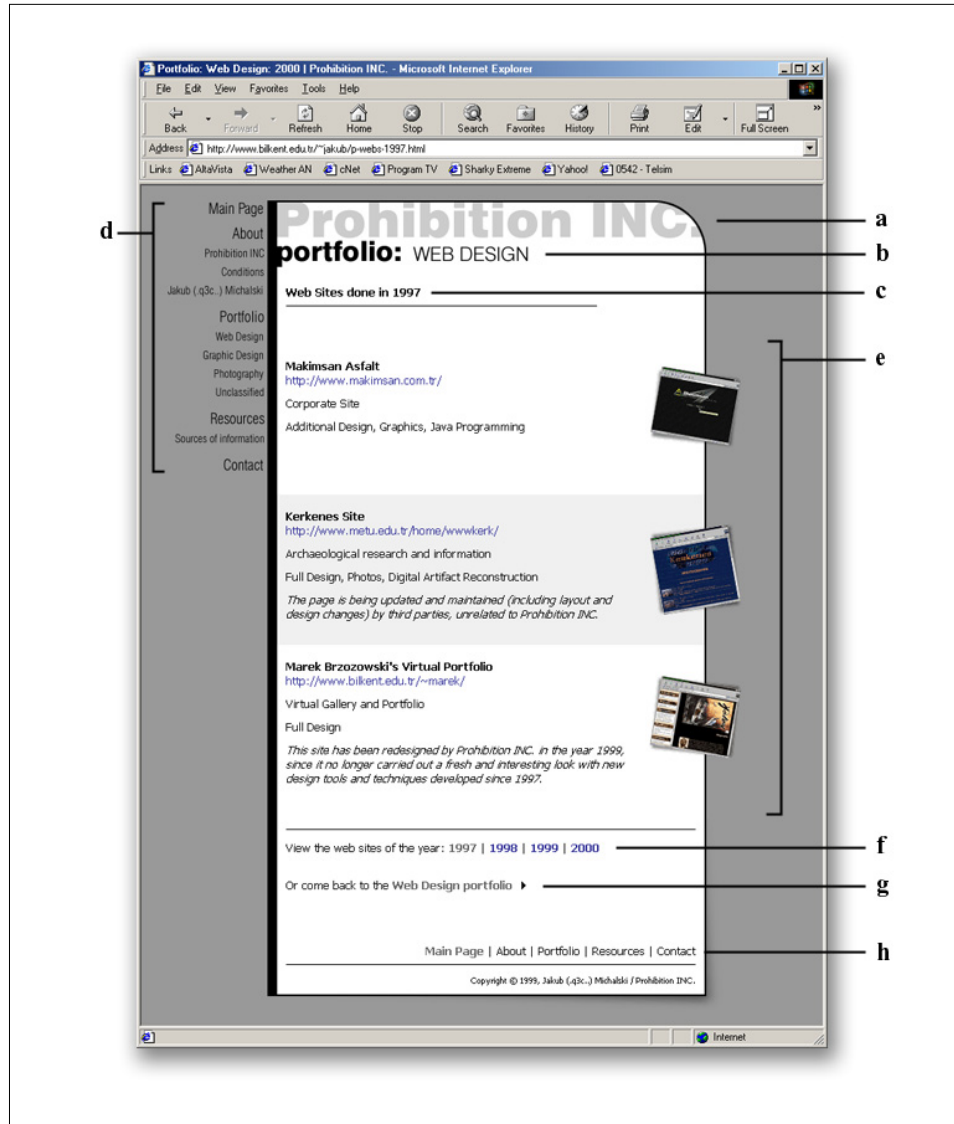 Portfolio: Web Design: 2000 | Prohibition INC. - Microsoft Internet Explorer
File Edit View Favorites Tools Help
Back Forward Refresh Home Stop Search Favorites History Print Edit Full Screen
Address http://www.bilkent.edu.tr/~jakub/p-webs-1997.html
Links AltaVista Weather AN cNet Program TV Sharky Extreme Yahoo! 0542 - Telsim
d
Main Page
About
Prohibition INC
Conditions
Jakub (.q3c..) Michalski
Portfolio
Web Design
Graphic Design
Photography
Unclassified
Resources
Sources of information
Contact
Prohibition INC.
a
portfolio: WEB DESIGN
b
Web Sites done in 1997
c
e
Makimsan Asfalt
http://www.makimsan.com.tr/
Corporate Site
Additional Design, Graphics, Java Programming
Kerkenes Site
http://www.metu.edu.tr/home/wwwkerk/
Archaeological research and information
Full Design, Photos, Digital Artifact Reconstruction
The page is being updated and maintained (including layout and
design changes) by third parties, unrelated to Prohibition INC.
Marek Brzozowski's Virtual Portfolio
http://www.bilkent.edu.tr/~marek/
Virtual Gallery and Portfolio
Full Design
This site has been redesigned by Prohibition INC. in the year 1999,
since it no longer carried out a fresh and interesting look with new
design tools and techniques developed since 1997.
View the web sites of the year: 1997 | 1998 | 1999 | 2000
f
Or come back to the Web Design portfolio
g
Main Page | About | Portfolio | Resources | Contact
h
Copyright © 1999, Jakub (.q3c..) Michalski / Prohibition INC.
Internet